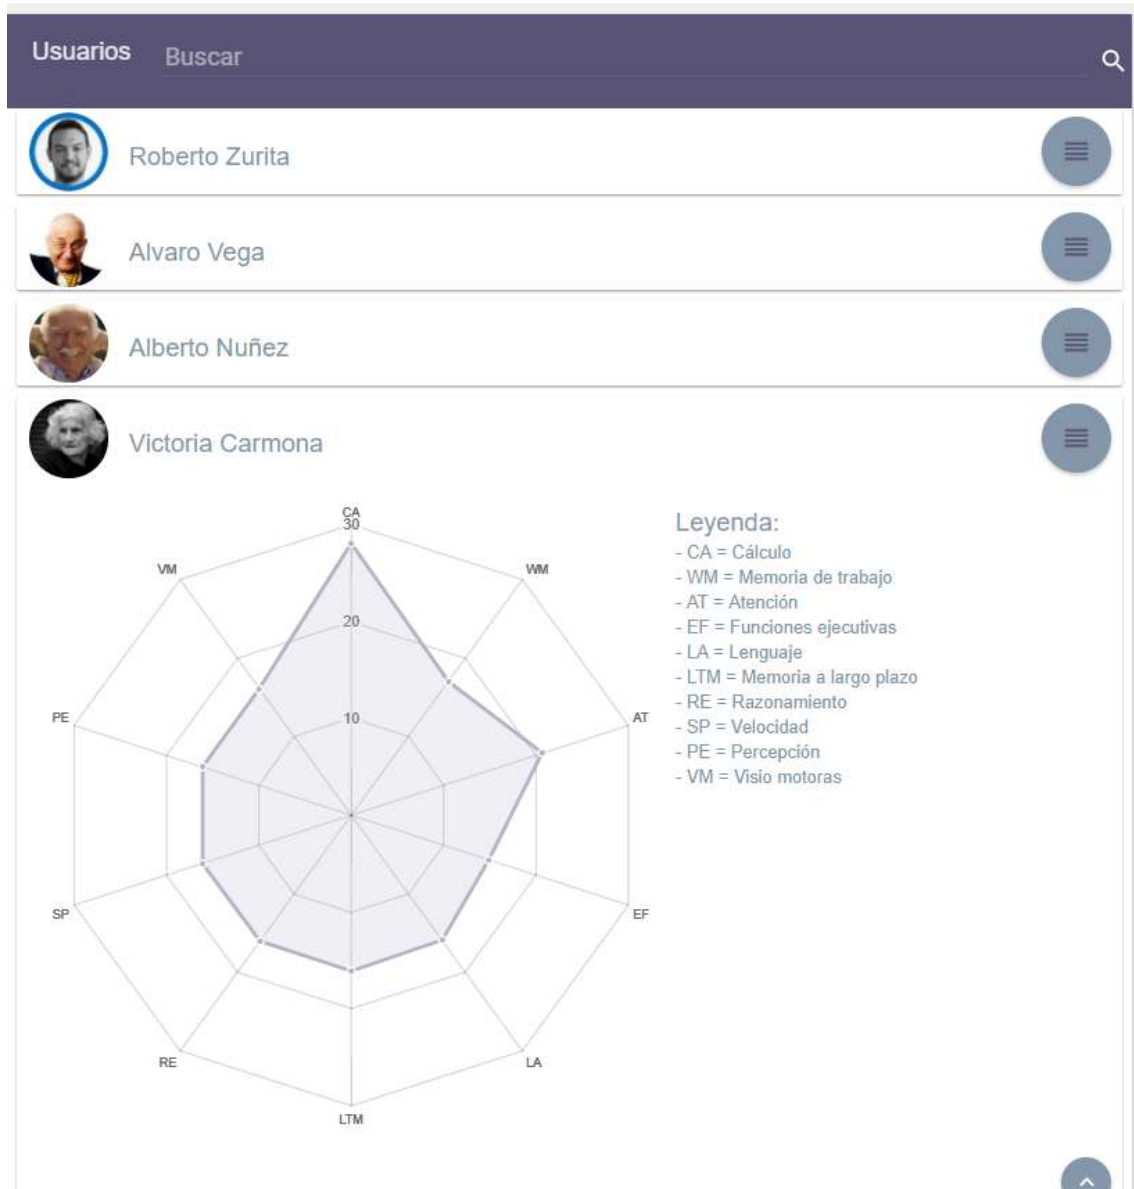 Usuarios Buscar
Roberto Zurita
Alvaro Vega
Alberto Nuñez
Victoria Carmona
CA
30
VM
WM
20
PE
10
AT
SP
EF
RE
LA
LTM
Leyenda:
- CA = Cálculo
- WM = Memoria de trabajo
- AT = Atención
- EF = Funciones ejecutivas
- LA = Lenguaje
- LTM = Memoria a largo plazo
- RE = Razonamiento
- SP = Velocidad
- PE = Percepción
- VM = Visio motoras